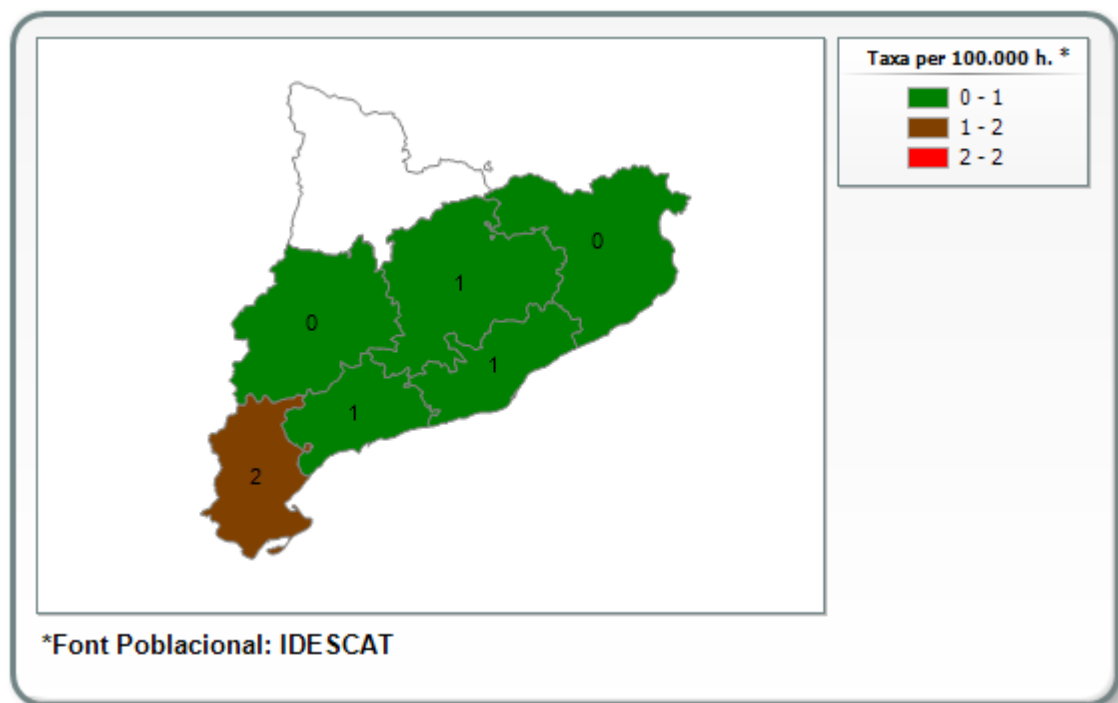 Taxa per 100.000 h. *
0 - 1
1 - 2
2 - 2
0
1
0
1
1
2
*Font Poblacional: IDESCAT